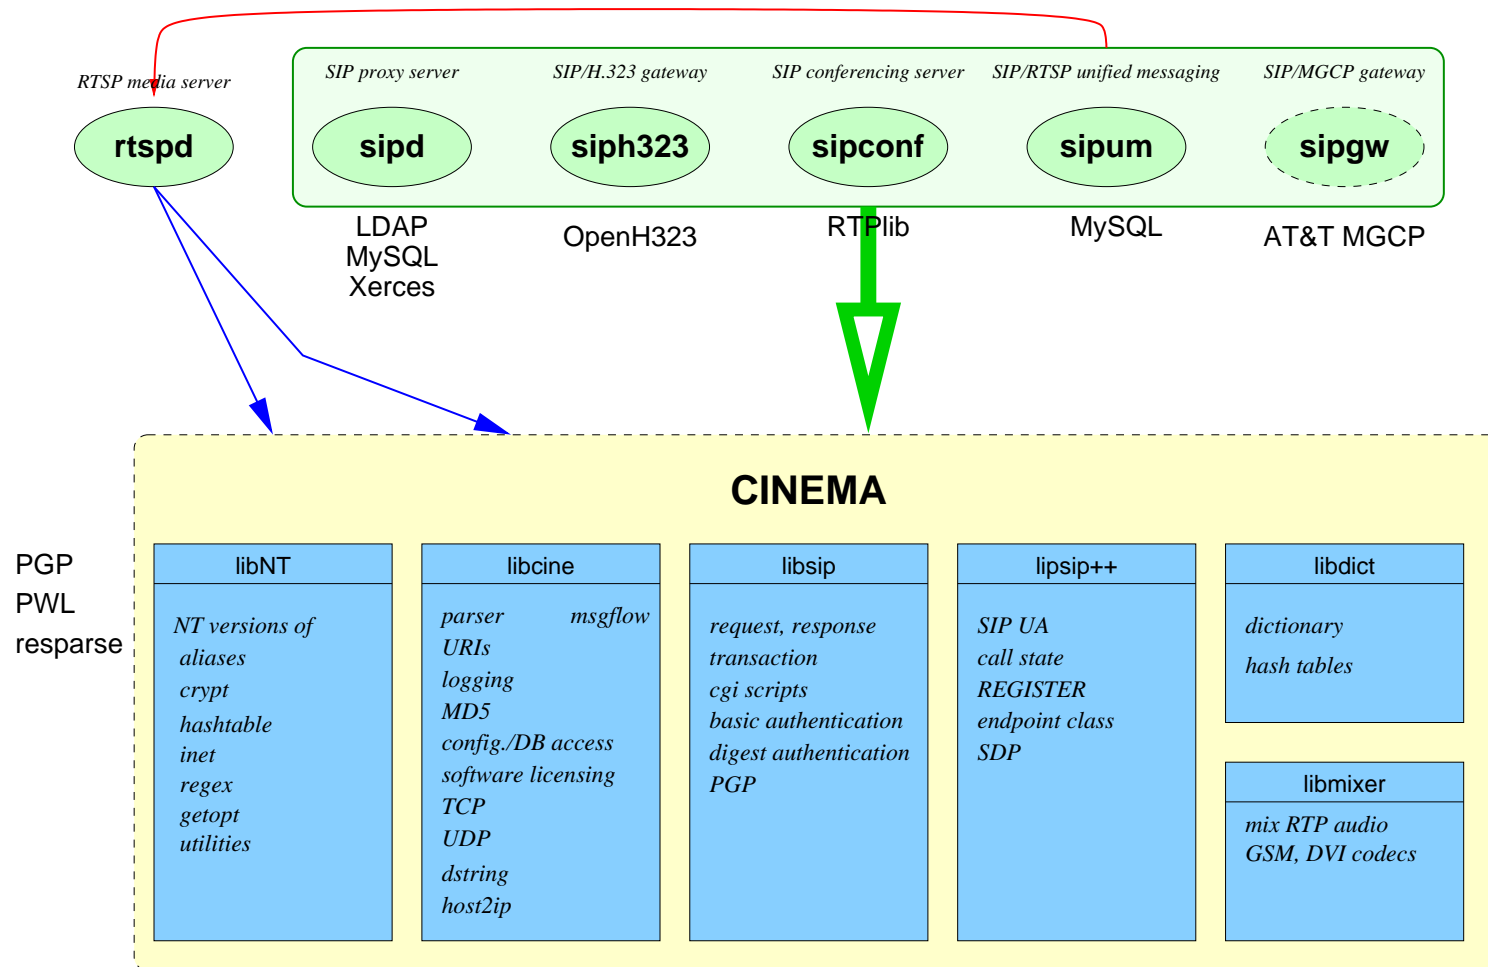 RTSP media server
SIP proxy server
SIP/H.323 gateway
SIP conferencing server
SIP/RTSP unified messaging
SIP/MGCP gateway
rtspd
sipd
siph323
sipconf
sipum
sipgw
LDAP
MySQL
Xerces
OpenH323
RTPlib
MySQL
AT&T MGCP
CINEMA
PGP
PWL
resparse
libNT
NT versions of
aliases
crypt
hashtable
inet
regex
getopt
utilities
libcine
parser msgflow
URIs
logging
MD5
config./DB access
software licensing
TCP
UDP
dstring
host2ip
libsip
request, response
transaction
cgi scripts
basic authentication
digest authentication
PGP
lipsip++
SIP UA
call state
REGISTER
endpoint class
SDP
libdict
dictionary
hash tables
libmixer
mix RTP audio
GSM, DVI codecs